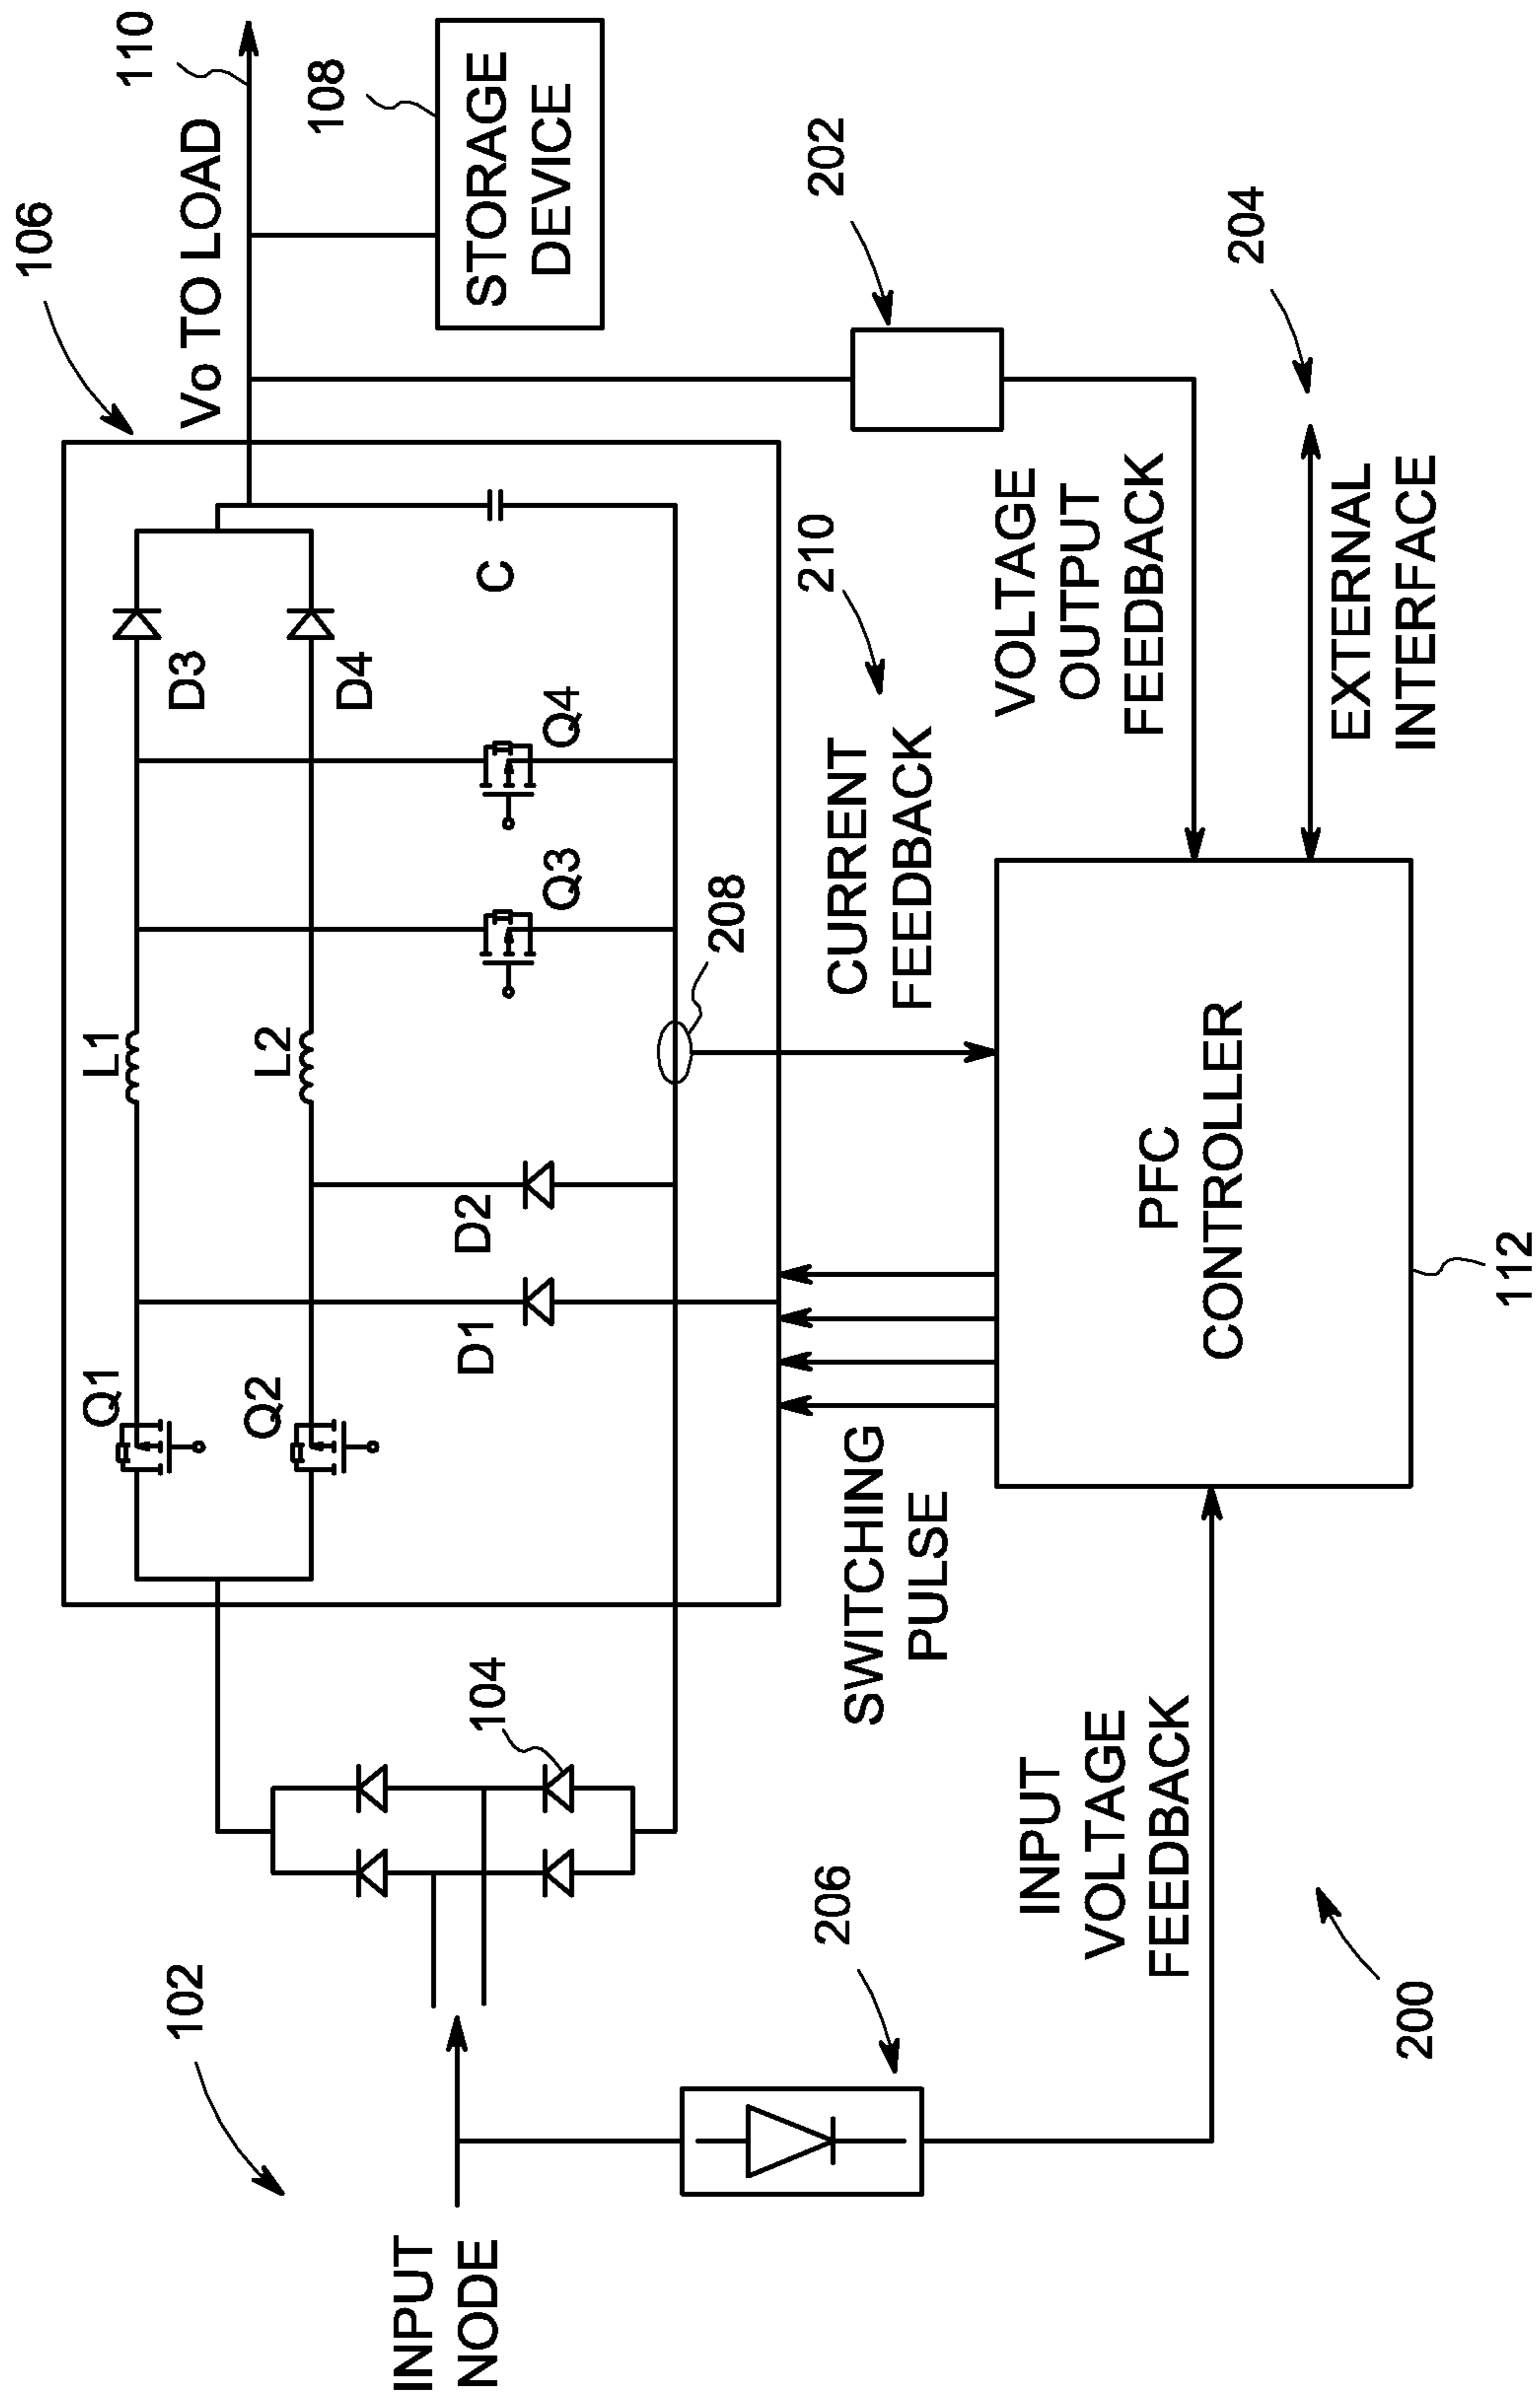 106
Vo TO LOAD
110
108
STORAGE
DEVICE
Q1
L1
D3
Q2
L2
D4
D1
D2
Q3
Q4
C
208
102
104
INPUT
NODE
206
SWITCHING
PULSE
CURRENT
FEEDBACK
210
202
INPUT
VOLTAGE
FEEDBACK
PFC
CONTROLLER
VOLTAGE
OUTPUT
FEEDBACK
204
EXTERNAL
INTERFACE
200
112